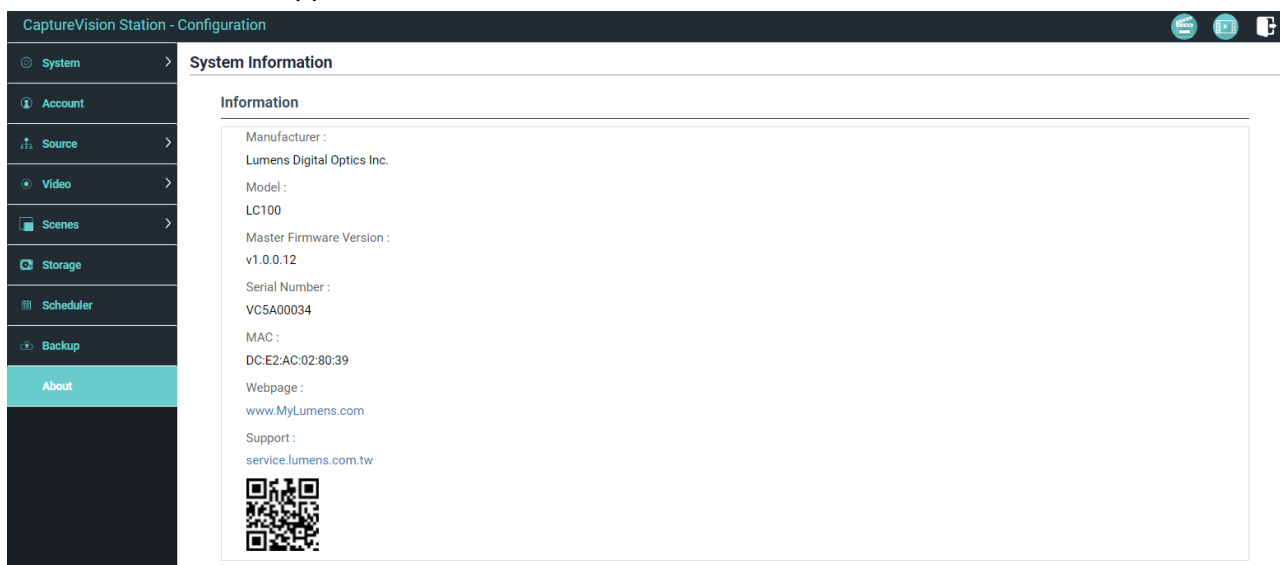 CaptureVision Station - Configuration
System
Account
Source
Video
Scenes
Storage
Scheduler
Backup
About
System Information
Information
Manufacturer :
Lumens Digital Optics Inc.
Model :
LC100
Master Firmware Version :
v1.0.0.12
Serial Number :
VC5A00034
MAC :
DC:E2:AC:02:80:39
Webpage :
www.MyLumens.com
Support :
service.lumens.com.tw